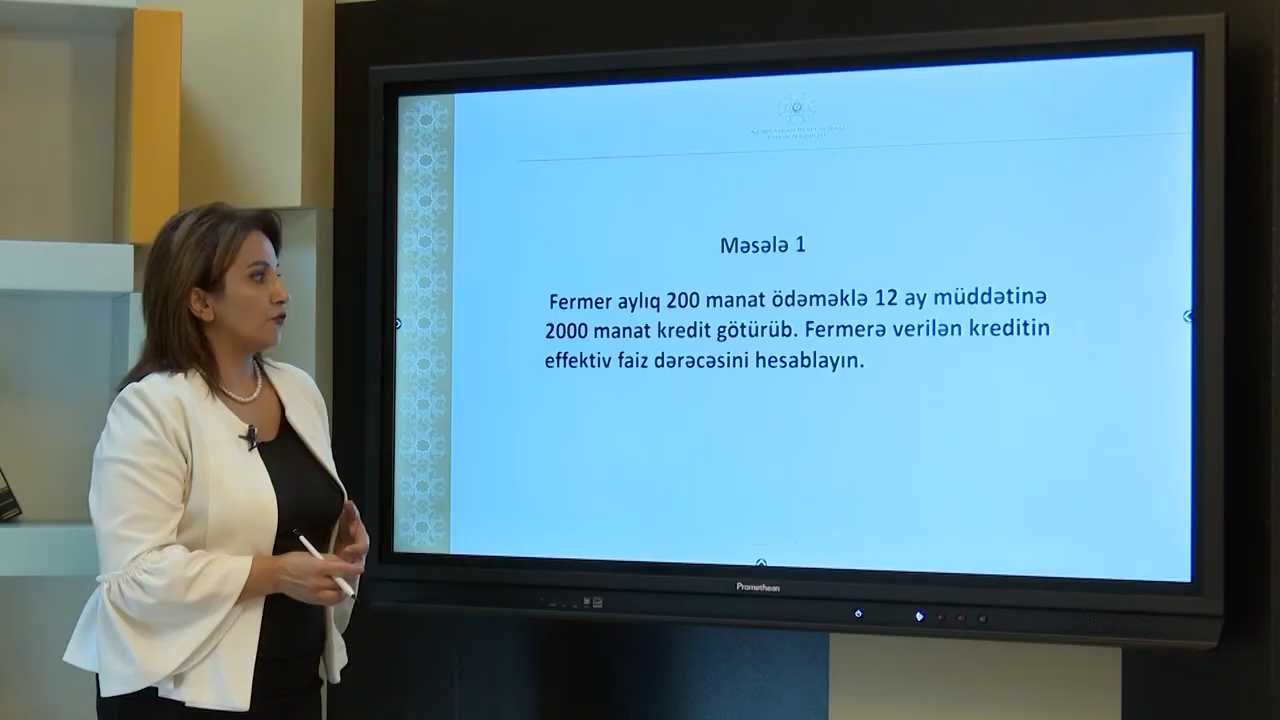 Məsələ 1
Fermer aylıq 200 manat ödəməklə 12 ay müddətinə
2000 manat kredit götürüb. Fermerə verilən kreditin
effektiv faiz dərəcəsini hesablayın.
Promethean